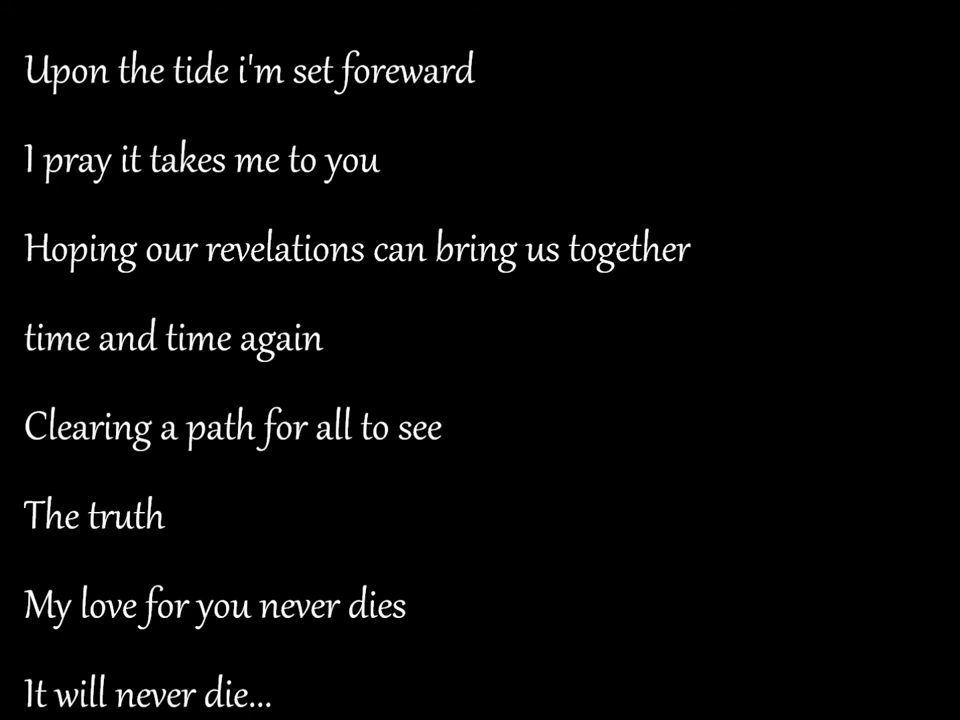 Upon the tide i'm set foreward
I pray it takes me to you
Hoping our revelations can bring us together
time and time again
Clearing a path for all to see
The truth
My love for you never dies
It will never die...